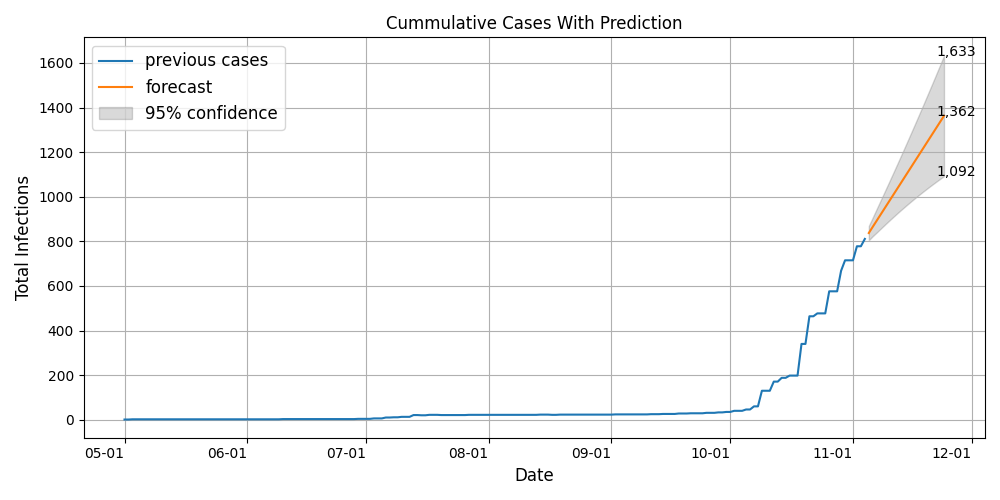 Cummulative Cases With Prediction
previous cases
forecast
95% confidence
1,633
1,362
1,092
1600
1400
1200
1000
800
600
400
200
0
Total Infections
05-01 06-01 07-01 08-01 09-01 10-01 11-01 12-01
Date